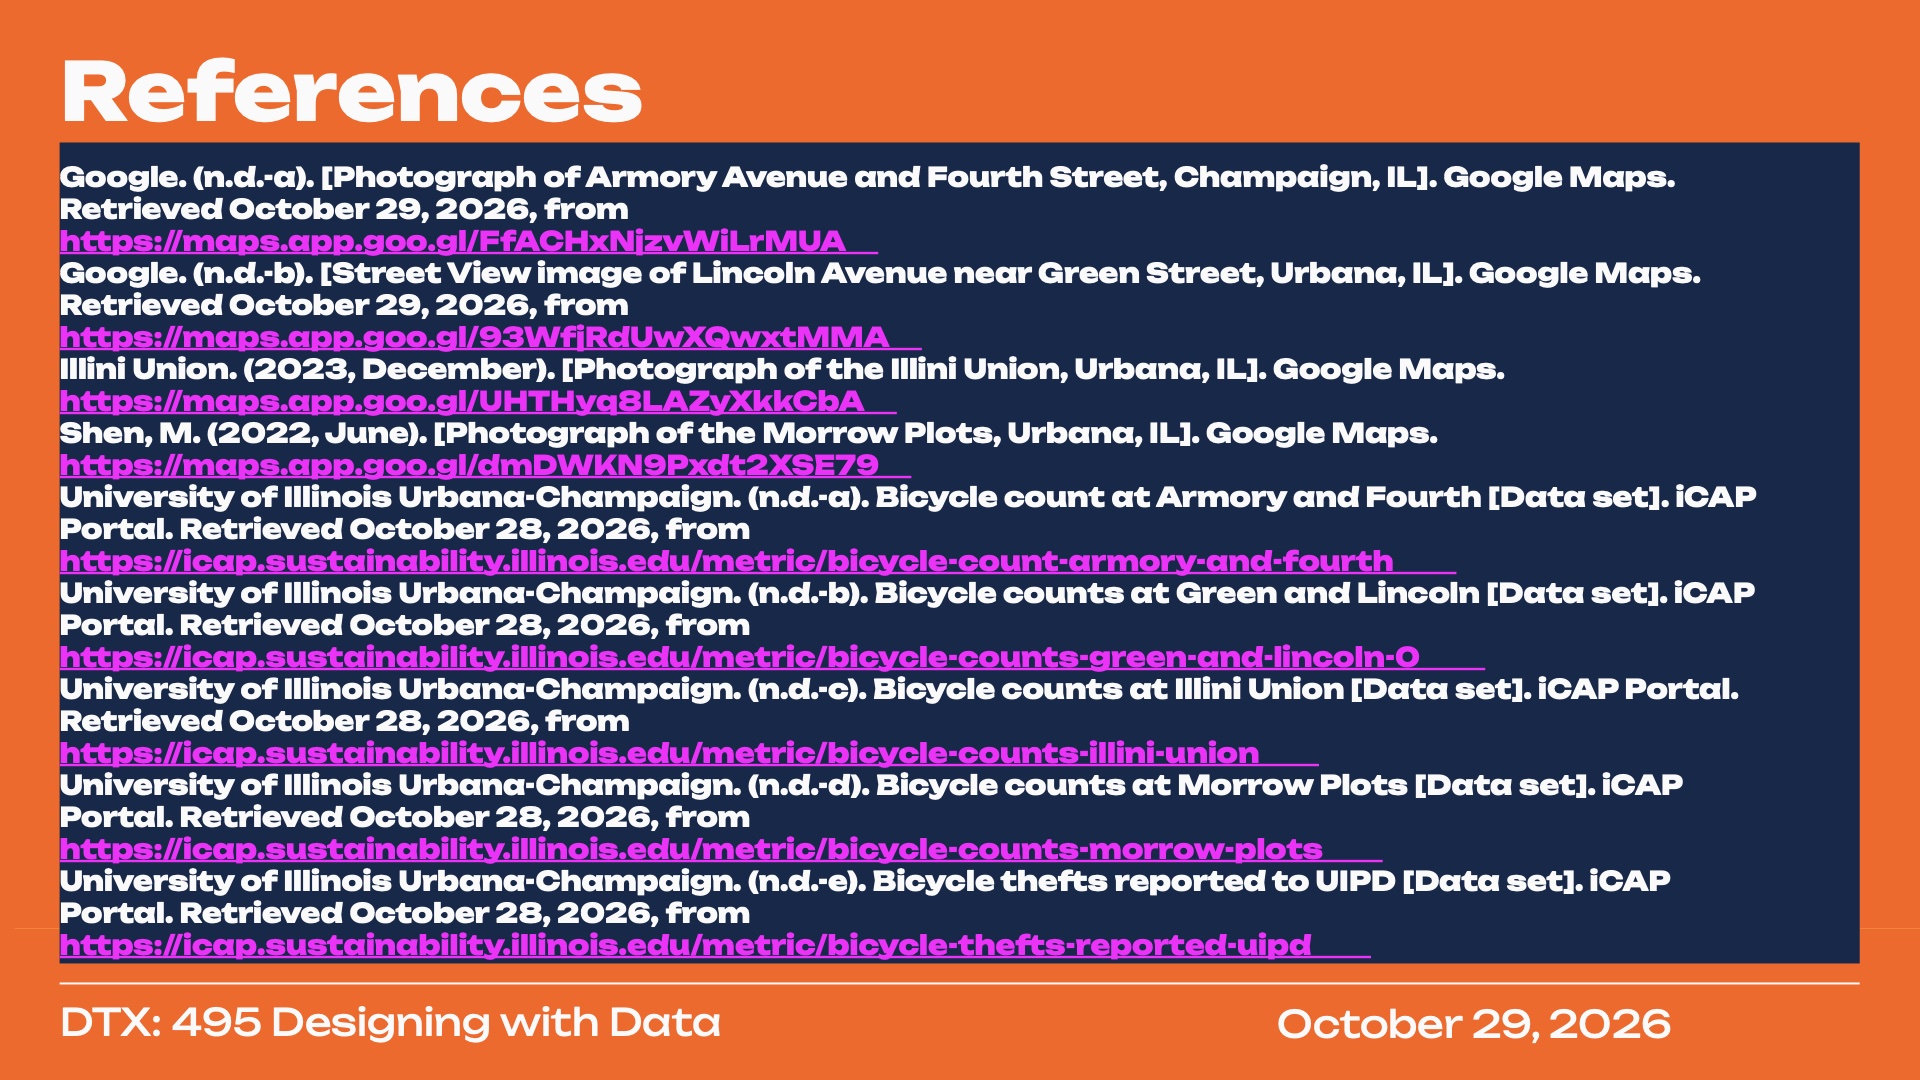 References
Google. (n.d.-a). [Photograph of Armory Avenue and Fourth Street, Champaign, IL]. Google Maps.
Retrieved October 29, 2026, from
https://maps.app.goo.gl/FfACHxNjzvWiLrMUA
Google. (n.d.-b). [Street View image of Lincoln Avenue near Green Street, Urbana, IL]. Google Maps.
Retrieved October 29, 2026, from
https://maps.app.goo.gl/93WfjRdUwXQwxtMMA
Illini Union. (2023, December). [Photograph of the Illini Union, Urbana, IL]. Google Maps.
https://maps.app.goo.gl/UHTHyq8LAZyXkkCbA
Shen, M. (2022, June). [Photograph of the Morrow Plots, Urbana, IL]. Google Maps.
https://maps.app.goo.gl/dmDWKN9Pxdt2XSE79
University of Illinois Urbana-Champaign. (n.d.-a). Bicycle count at Armory and Fourth [Data set]. iCAP
Portal. Retrieved October 28, 2026, from
https://icap.sustainability.illinois.edu/metric/bicycle-count-armory-and-fourth
University of Illinois Urbana-Champaign. (n.d.-b). Bicycle counts at Green and Lincoln [Data set]. iCAP
Portal. Retrieved October 28, 2026, from
https://icap.sustainability.illinois.edu/metric/bicycle-counts-green-and-lincoln-0
University of Illinois Urbana-Champaign. (n.d.-c). Bicycle counts at Illini Union [Data set]. iCAP Portal.
Retrieved October 28, 2026, from
https://icap.sustainability.illinois.edu/metric/bicycle-counts-illini-union
University of Illinois Urbana-Champaign. (n.d.-d). Bicycle counts at Morrow Plots [Data set]. iCAP
Portal. Retrieved October 28, 2026, from
https://icap.sustainability.illinois.edu/metric/bicycle-counts-morrow-plots
University of Illinois Urbana-Champaign. (n.d.-e). Bicycle thefts reported to UIPD [Data set]. iCAP
Portal. Retrieved October 28, 2026, from
https://icap.sustainability.illinois.edu/metric/bicycle-thefts-reported-uipd
DTX: 495 Designing with Data
October 29, 2026